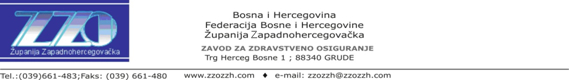 ZZO
Županija Zapadnohercegovačka
Bosna i Hercegovina
Federacija Bosne i Hercegovine
Županija Zapadnohercegovačka
ZAVOD ZA ZDRAVSTVENO OSIGURANJE
Trg Herceg Bosne 1 ; 88340 GRUDE
Tel.:(039)661-483;Faks: (039) 661-480 www.zzozzh.com ♦ e-mail: zzozzh@zzozzh.com